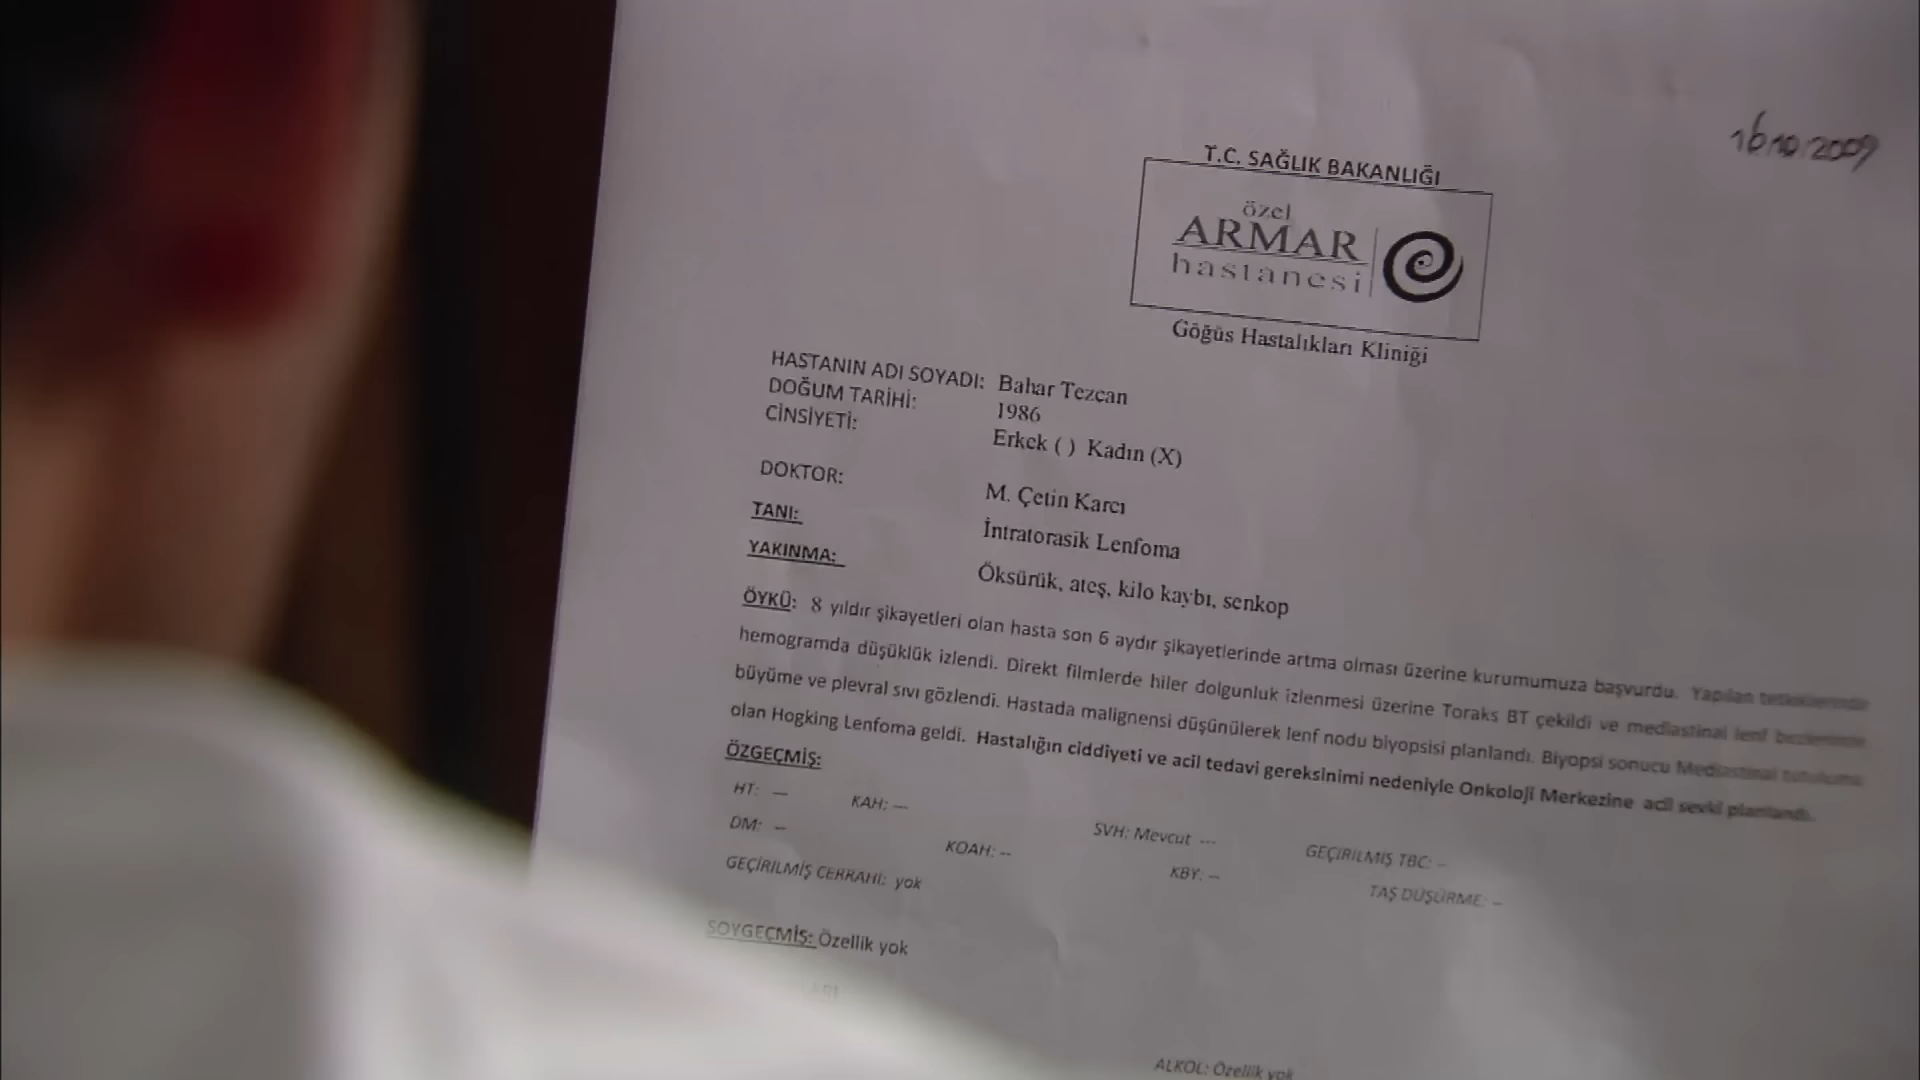 16.10.2009
T.C. SAĞLIK BAKANLIĞI
özel
ARMAR
hastanesi
Göğüs Hastalıkları Kliniği
HASTANIN ADI SOYADI: Bahar Tezcan
DOĞUM TARİHİ: 1986
CİNSİYETİ: Erkek ( ) Kadın (X)
DOKTOR: M. Çetin Karcı
TANI: İntratorasik Lenfoma
YAKINMA: Öksürük, ateş, kilo kaybı, senkop
ÖYKÜ: 8 yıldır şikayetleri olan hasta son 6 aydır şikayetlerinde artma olması üzerine kurumumuza başvurdu. Yapılan tetkiklerinde
hemogramda düşüklük izlendi. Direkt filmlerde hiler dolgunluk izlenmesi üzerine Toraks BT çekildi ve mediastinal lenf
büyüme ve plevral sıvı gözlendi. Hastada malignensi düşünülerek lenf nodu biyopsisi planlandı. Biyopsi sonucu Mediastinal tutulumu
olan Hogking Lenfoma geldi. Hastalığın ciddiyeti ve acil tedavi gereksinimi nedeniyle Onkoloji Merkezine acil sevki planlandı.
ÖZGEÇMİŞ:
HT: -- KAH: --- SVH: Mevcut --- GEÇİRİLMİŞ TBC: --
DM: -- KOAH: -- KBY: -- TAŞ DÜŞÜRME: --
GEÇİRİLMİŞ CERRAHİ: yok
SOYGEÇMİŞ: Özellik yok
ALKOL: Özellik yok